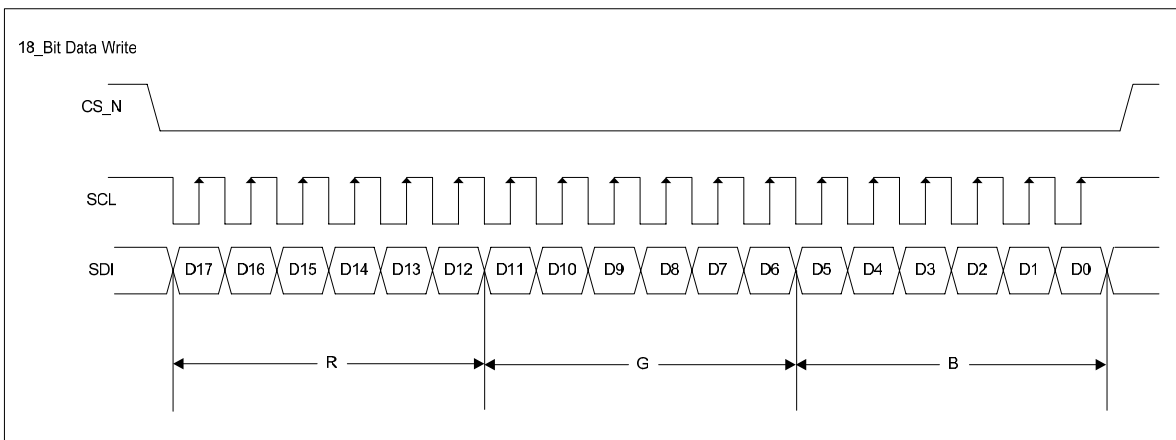 18_Bit Data Write
CS_N
SCL
SDI D17 D16 D15 D14 D13 D12 D11 D10 D9 D8 D7 D6 D5 D4 D3 D2 D1 D0
R G B